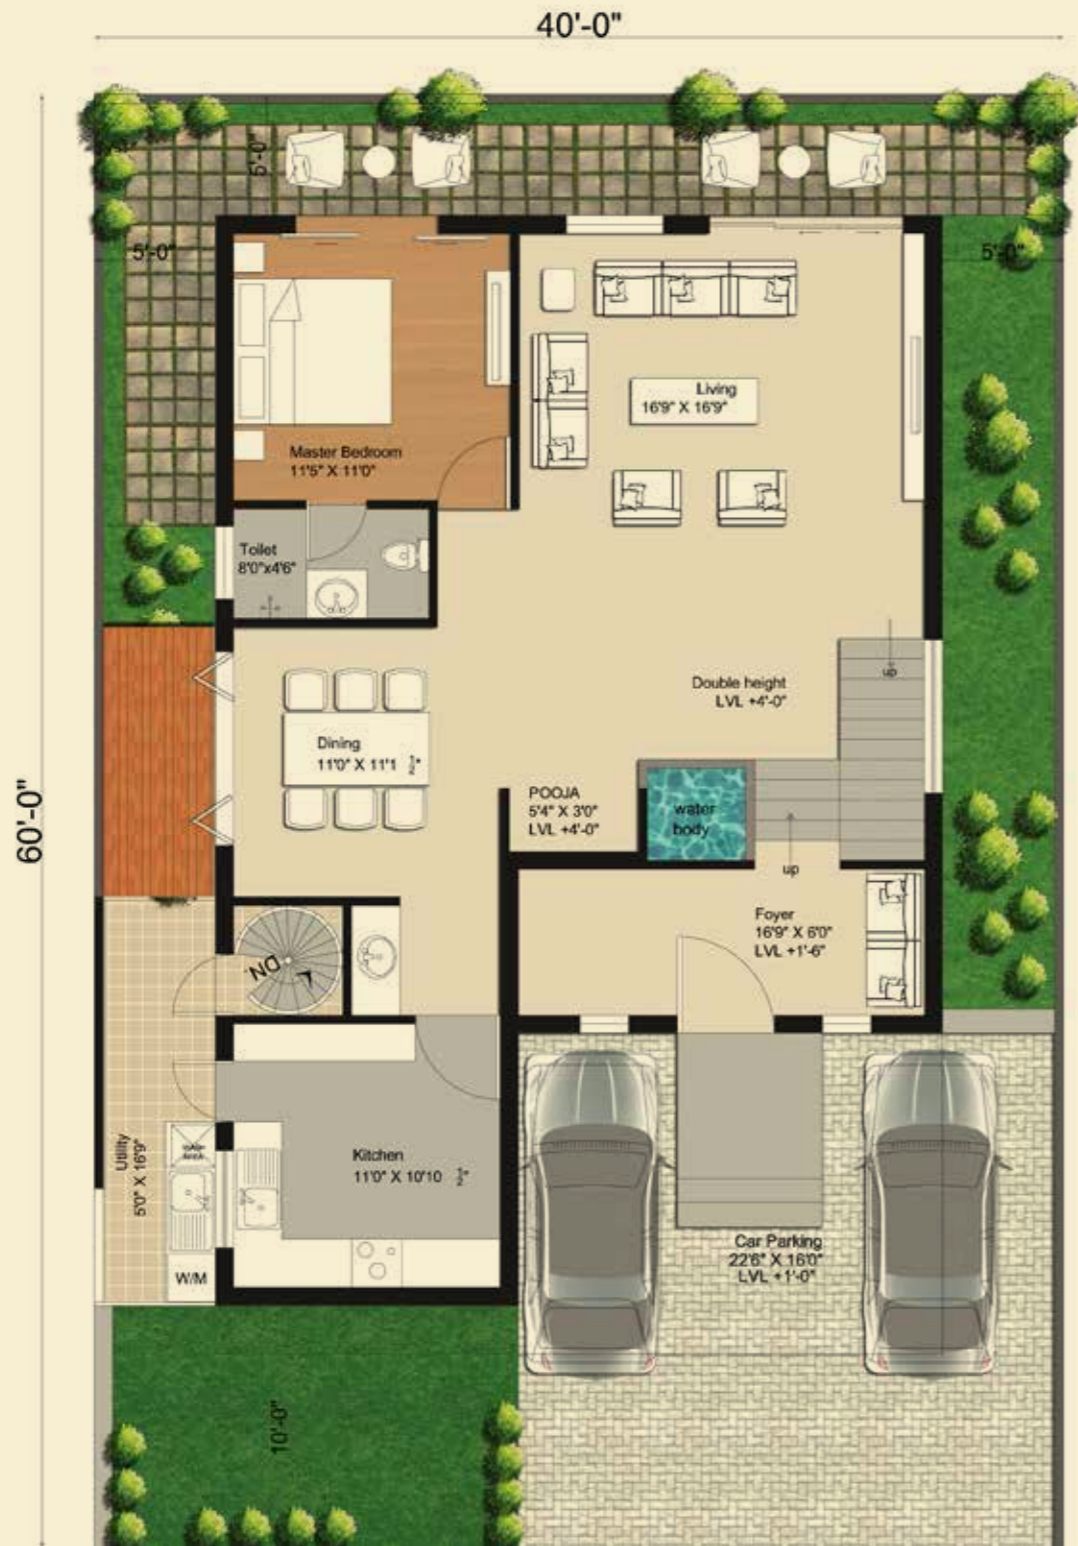 40'-0"
5'-0"
5'-0"
5'-0"
Living
16'9" X 16'9"
Master Bedroom
11'5" X 11'0"
Toilet
8'0"x4'6"
up
Double height
LVL +4'-0"
Dining
11'0" X 11'1 1/2"
60'-0"
POOJA
5'4" X 3'0"
LVL +4'-0"
water
body
up
Foyer
16'9" X 6'0"
LVL +1'-6"
DN
Utility
5'0" X 16'9"
Kitchen
11'0" X 10'10 1/2"
Car Parking
22'6" X 16'0"
LVL +1'-0"
W/M
10'-0"